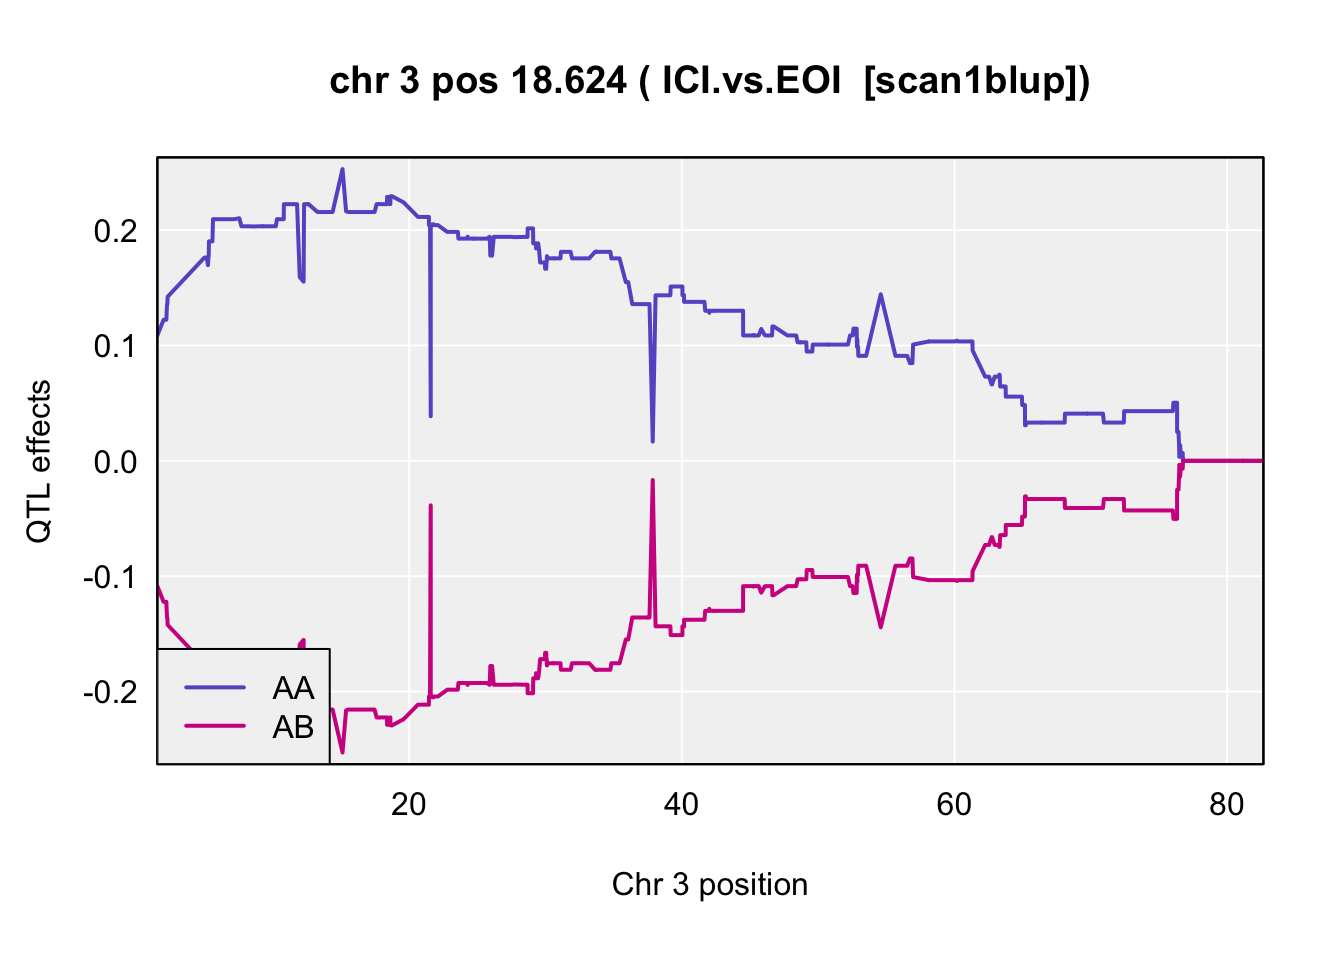 chr 3 pos 18.624 ( ICI.vs.EOI  [scan1blup])
QTL effects
0.2
0.1
0.0
-0.1
-0.2
AA
AB
20 40 60 80
Chr 3 position